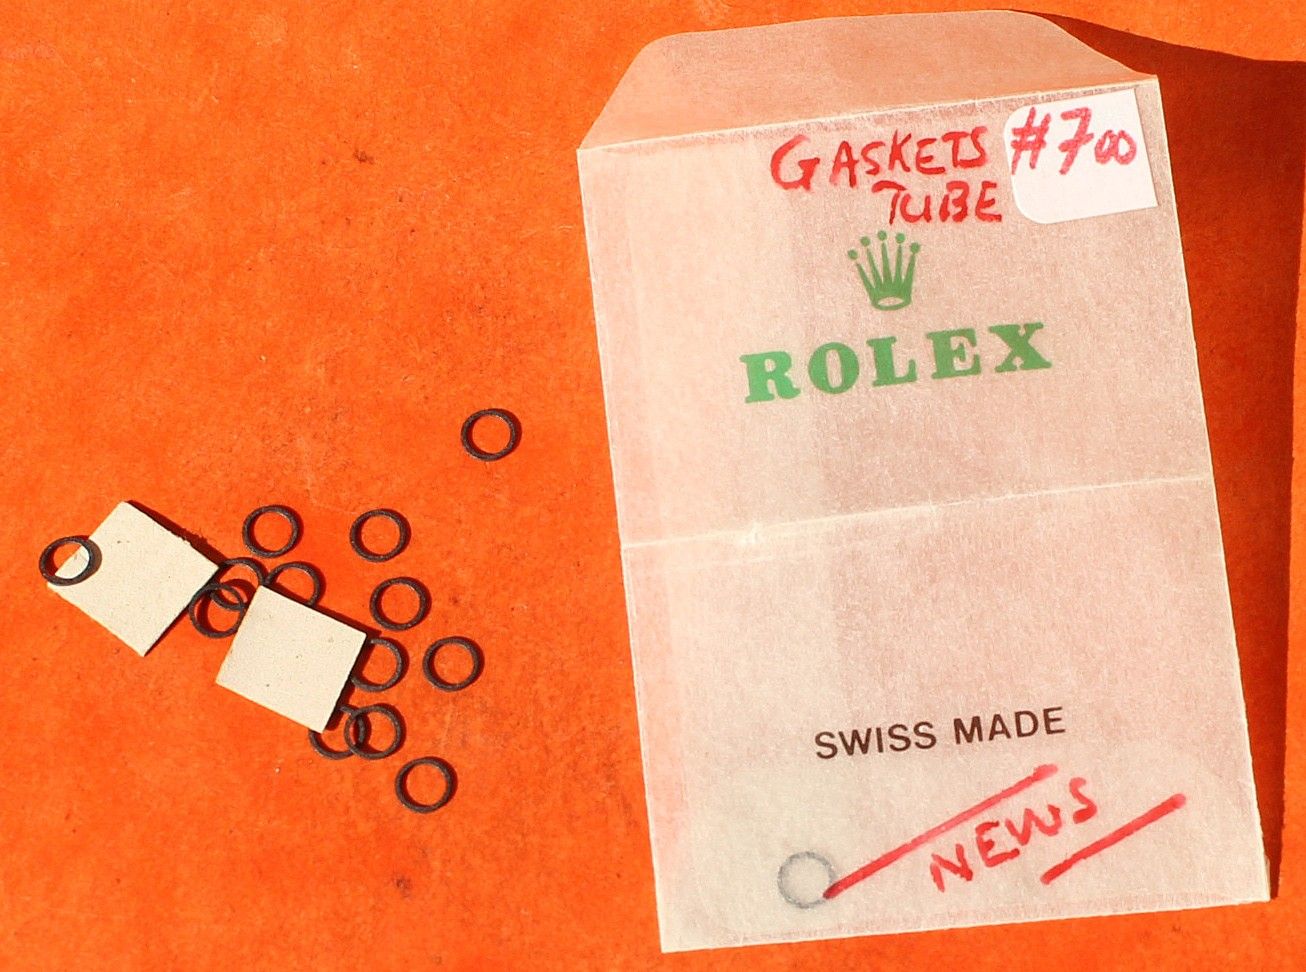 GASKETS #700
TUBE
ROLEX
SWISS MADE
NEWS